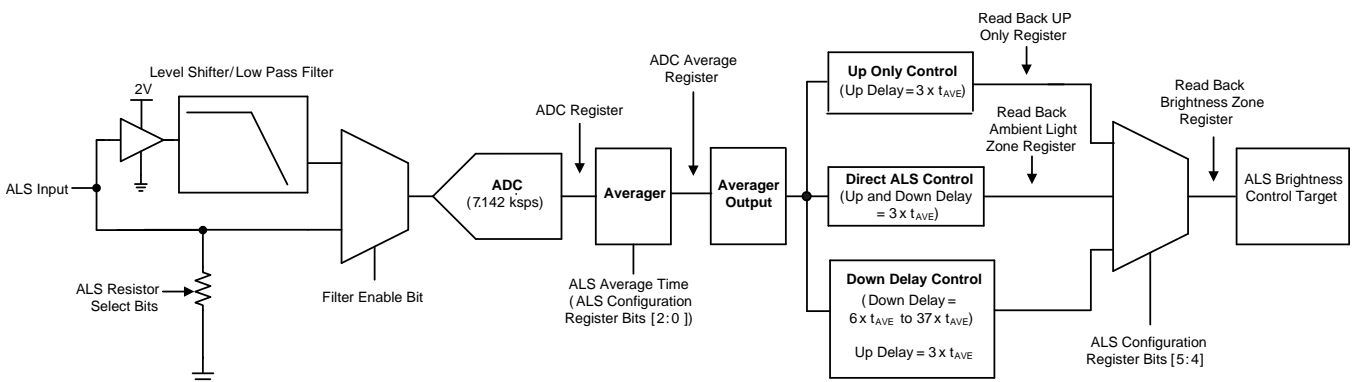 Level Shifter/Low Pass Filter
2V
ALS Input
ALS Resistor
Select Bits
Filter Enable Bit
ADC
(7.142 ksps)
ADC Register
Averager
ALS Average Time
(ALS Configuration
Register Bits [2:0])
ADC Average
Register
Averager
Output
Up Only Control
(Up Delay = 3 x tAVE)
Read Back UP
Only Register
Direct ALS Control
(Up and Down Delay
= 3 x tAVE)
Read Back
Ambient Light
Zone Register
Down Delay Control
(Down Delay =
6 x tAVE to 37 x tAVE)
Up Delay = 3 x tAVE
ALS Configuration
Register Bits [5:4]
Read Back
Brightness Zone
Register
ALS Brightness
Control Target